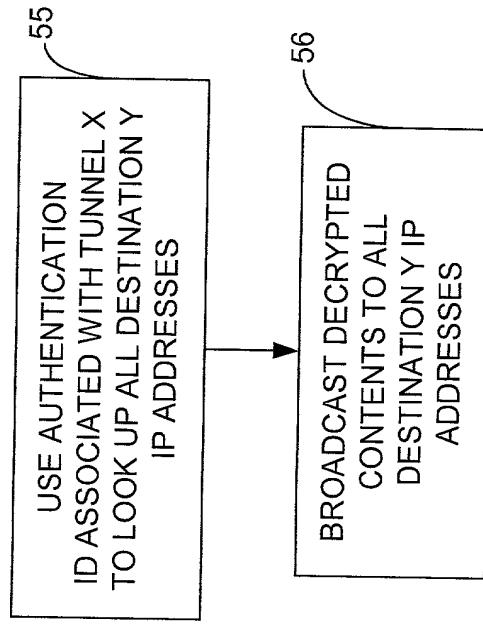 USE AUTHENTICATION
ID ASSOCIATED WITH TUNNEL X
TO LOOK UP ALL DESTINATION Y
IP ADDRESSES
55
BROADCAST DECRYPTED
CONTENTS TO ALL
DESTINATION Y IP
ADDRESSES
56